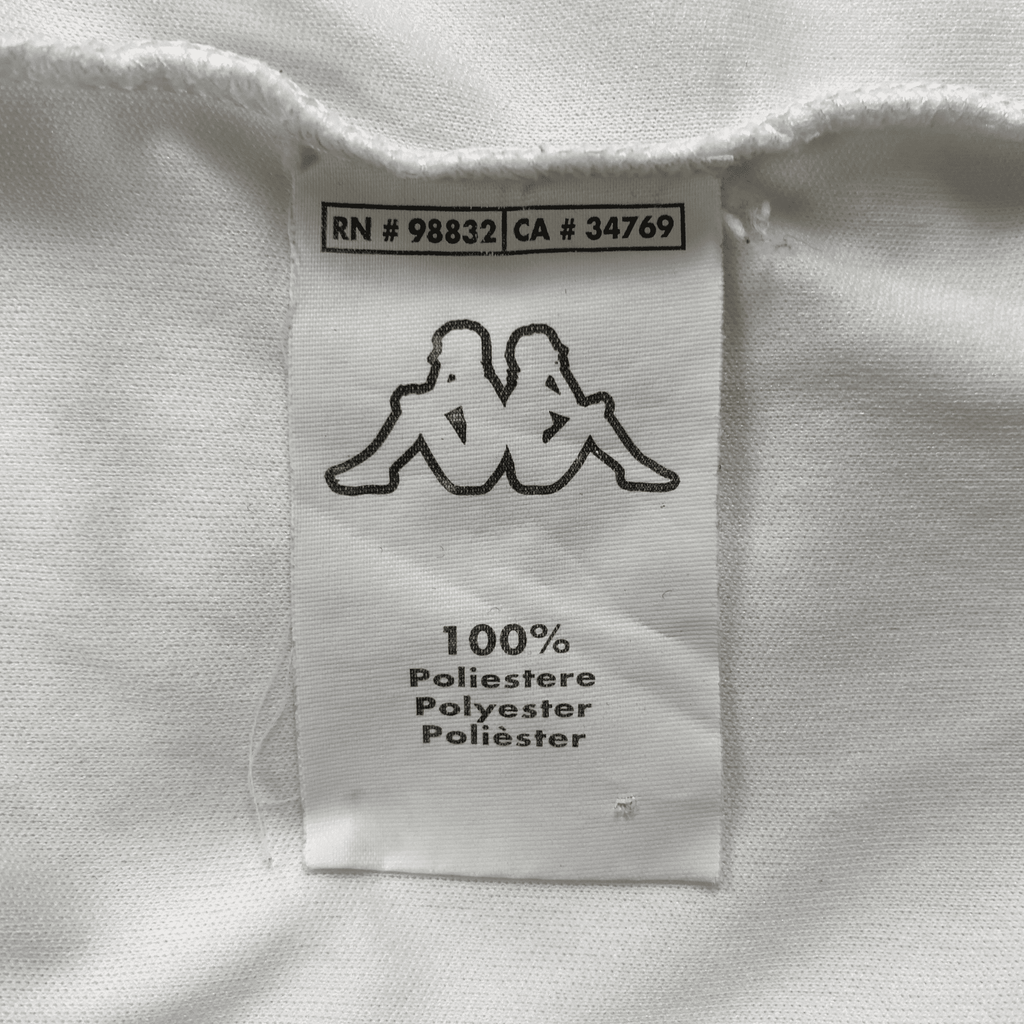 RN # 98832 CA # 34769
100%
Poliestere
Polyester
Polièster